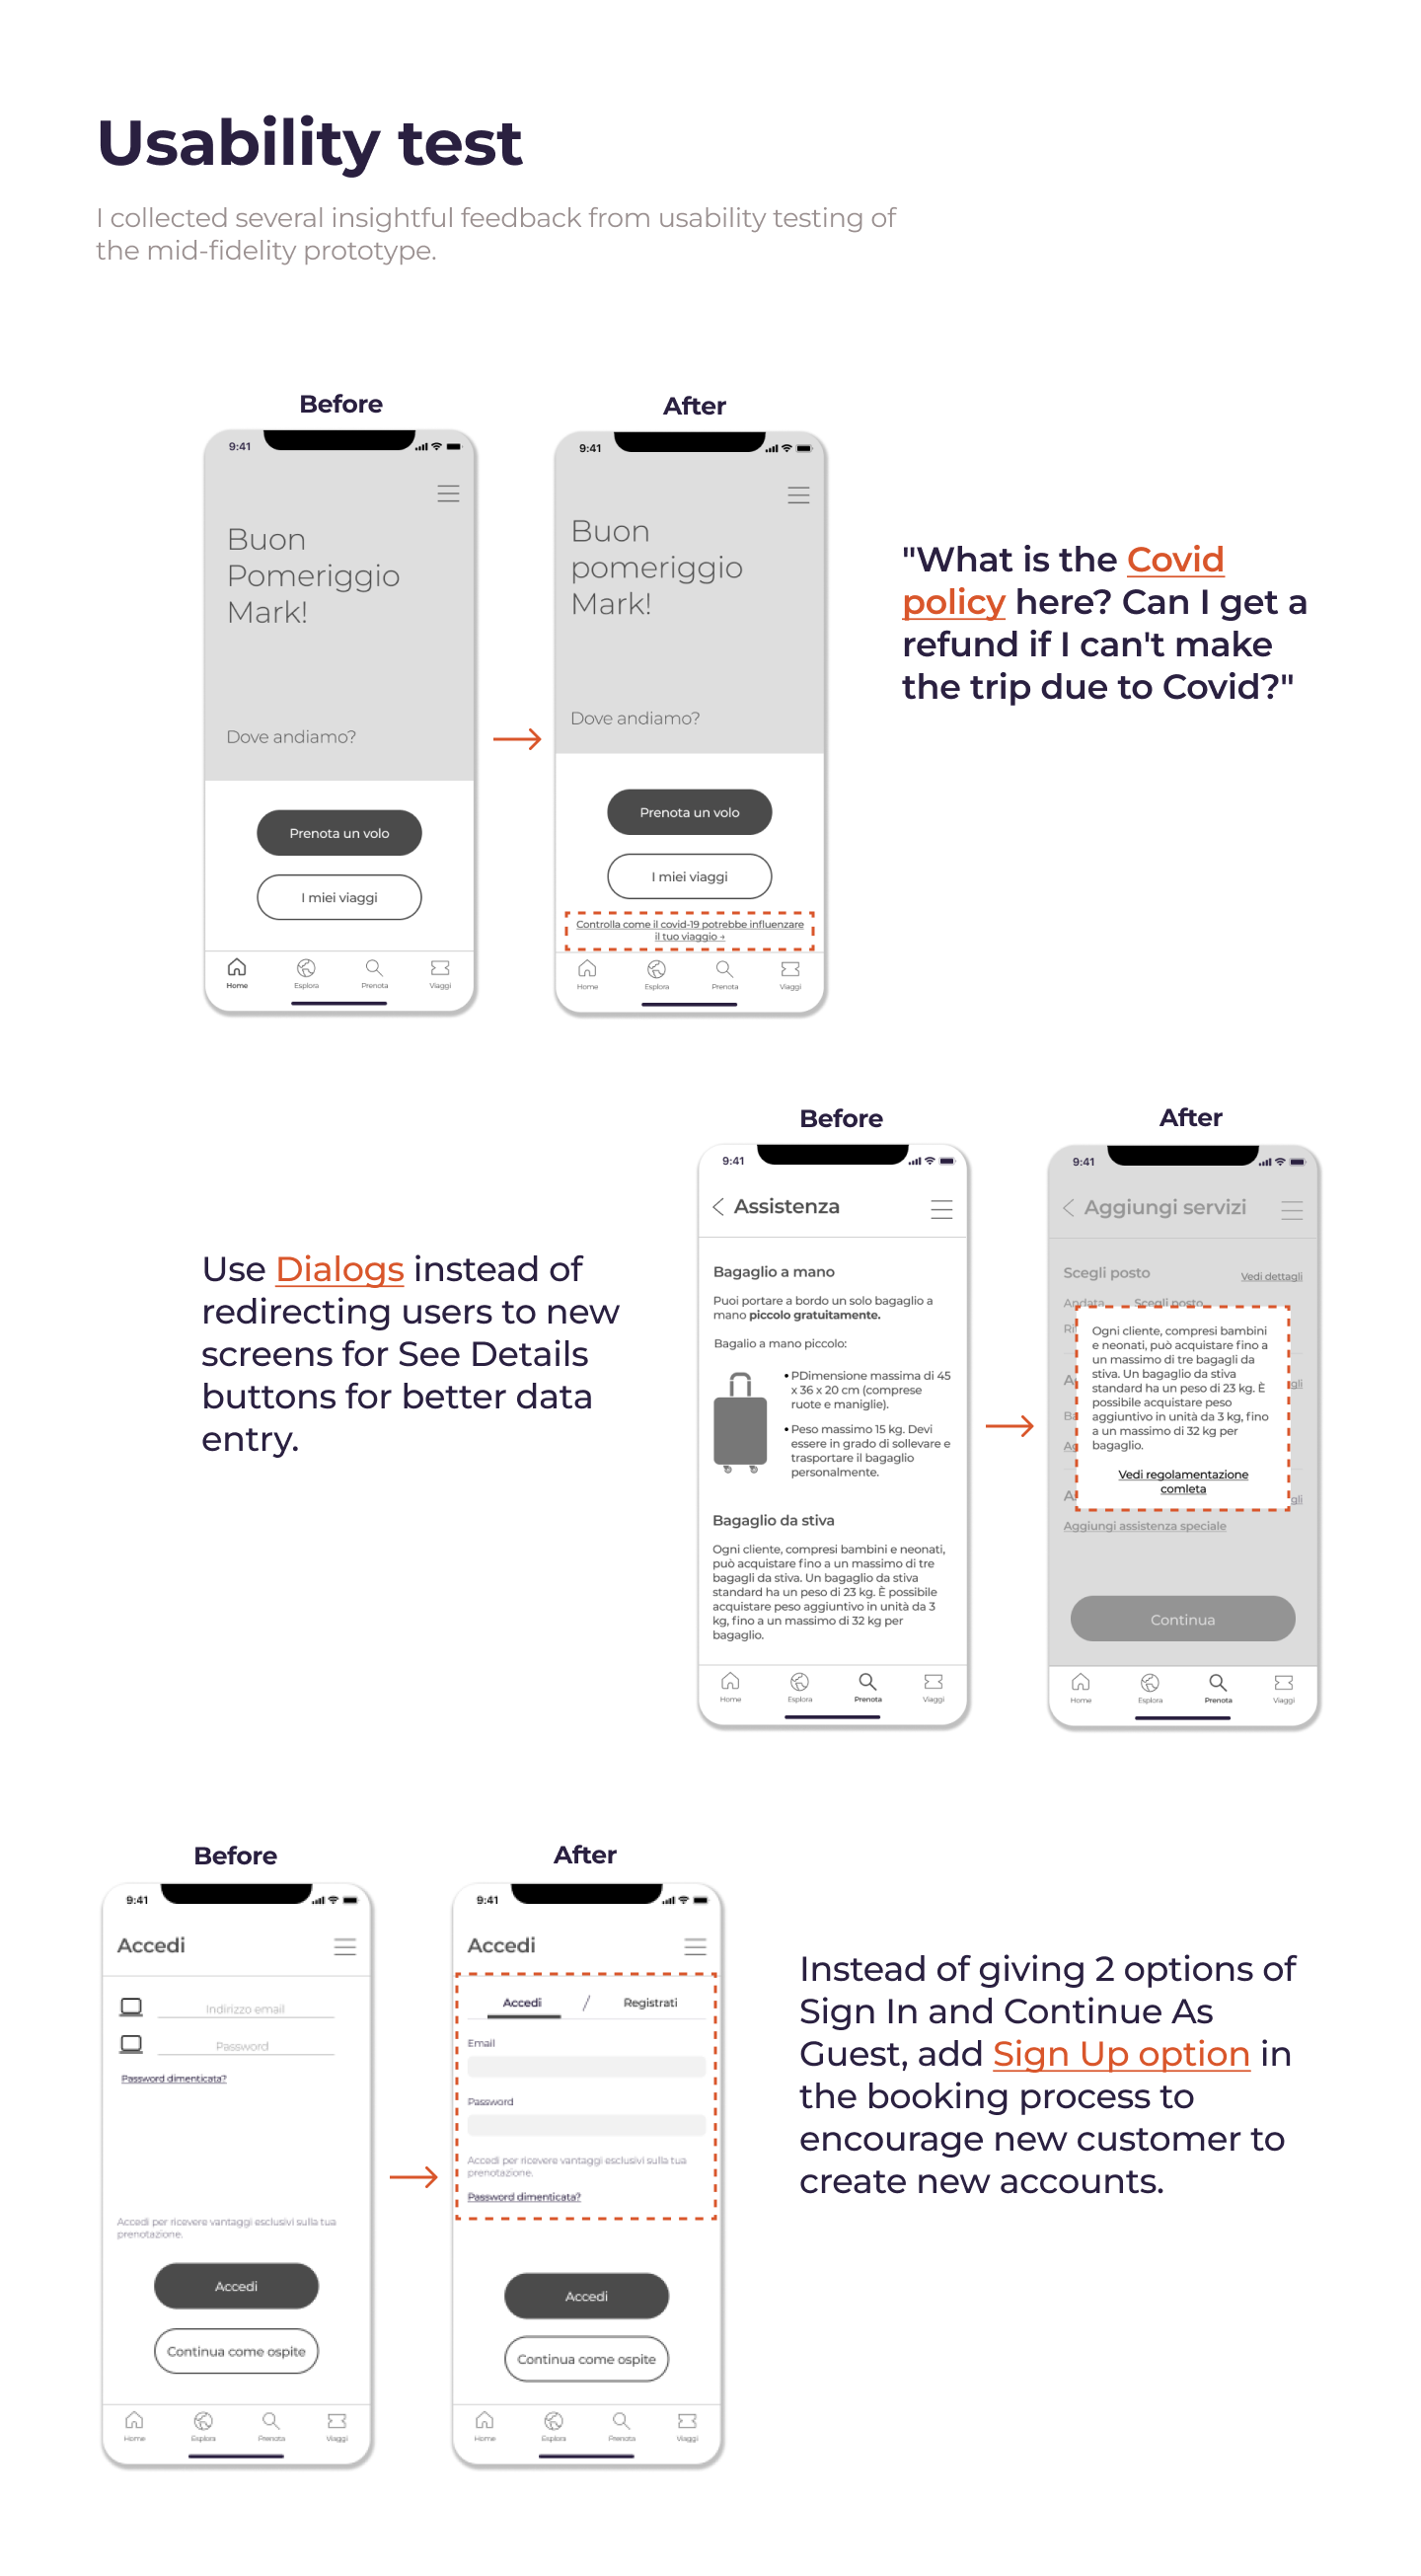 Usability test
I collected several insightful feedback from usability testing of
the mid-fidelity prototype.
Before
9:41
Buon
Pomeriggio
Mark!
Dove andiamo?
Prenota un volo
I miei viaggi
Home
Esplora
Prenota
Viaggi
After
9:41
Buon
pomeriggio
Mark!
Dove andiamo?
Prenota un volo
I miei viaggi
Controlla come il covid-19 potrebbe influenzare
il tuo viaggio →
Home
Esplora
Prenota
Viaggi
"What is the Covid
policy here? Can I get a
refund if I can't make
the trip due to Covid?"
Use Dialogs instead of
redirecting users to new
screens for See Details
buttons for better data
entry.
Before
9:41
Assistenza
Bagaglio a mano
Puoi portare a bordo un solo bagaglio a
mano piccolo gratuitamente.
Bagalio a mano piccolo:
• PDimensione massima di 45
x 36 x 20 cm (comprese
ruote e maniglie).
• Peso massimo 15 kg. Devi
essere in grado di sollevare e
trasportare il bagaglio
personalmente.
Bagaglio da stiva
Ogni cliente, compresi bambini e neonati,
può acquistare fino a un massimo di tre
bagagli da stiva. Un bagaglio da stiva
standard ha un peso di 23 kg. È possibile
acquistare peso aggiuntivo in unità da 3
kg, fino a un massimo di 32 kg per
bagaglio.
Home
Esplora
Prenota
Viaggi
After
9:41
Aggiungi servizi
Scegli posto
Vedi dettagli
Andata
Scegli posto
Ogni cliente, compresi bambini
e neonati, può acquistare fino a
un massimo di tre bagagli da
stiva. Un bagaglio da stiva
standard ha un peso di 23 kg. È
possibile acquistare peso
aggiuntivo in unità da 3 kg, fino
a un massimo di 32 kg per
bagaglio.
Vedi regolamentazione
comleta
Aggiungi assistenza speciale
Continua
Home
Esplora
Prenota
Viaggi
Before
9:41
Accedi
Indirizzo email
Password
Password dimenticata?
Accedi per ricevere vantaggi esclusivi sulla tua
prenotazione.
Accedi
Continua come ospite
Home
Esplora
Prenota
Viaggi
After
9:41
Accedi
Accedi / Registrati
Email
Password
Accedi per ricevere vantaggi esclusivi sulla tua
prenotazione.
Password dimenticata?
Accedi
Continua come ospite
Home
Esplora
Prenota
Viaggi
Instead of giving 2 options of
Sign In and Continue As
Guest, add Sign Up option in
the booking process to
encourage new customer to
create new accounts.